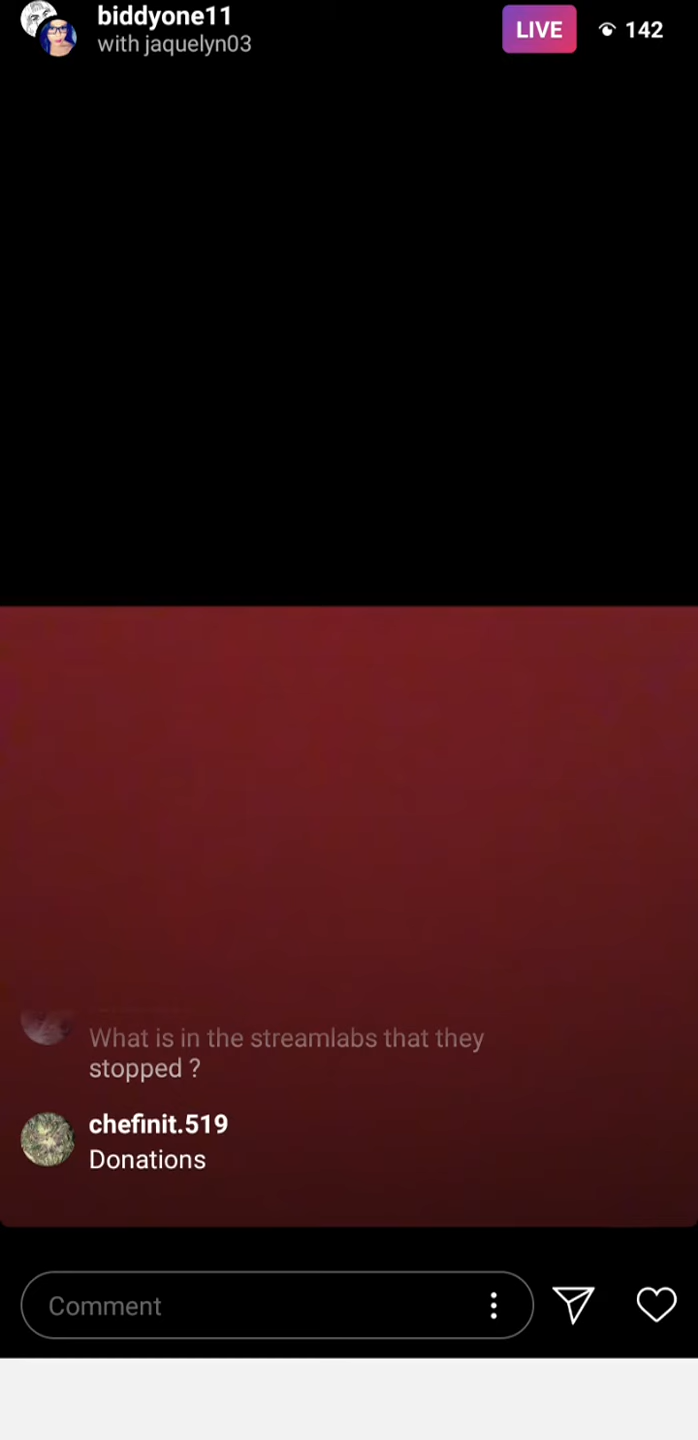 biddyone11
with jaquelyn03
LIVE
142
What is in the streamlabs that they
stopped ?
chefinit.519
Donations
Comment